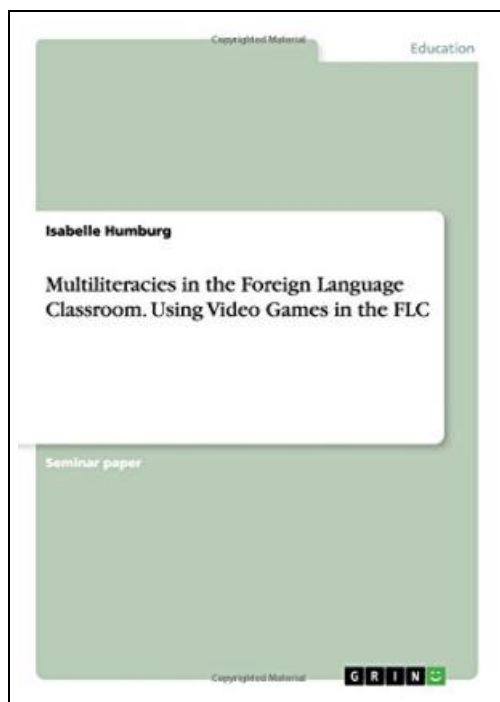 Copyrighted Material
Education
Isabelle Humburg
Multiliteracies in the Foreign Language
Classroom. Using Video Games in the FLC
Seminar paper
Copyrighted Material
GRIN